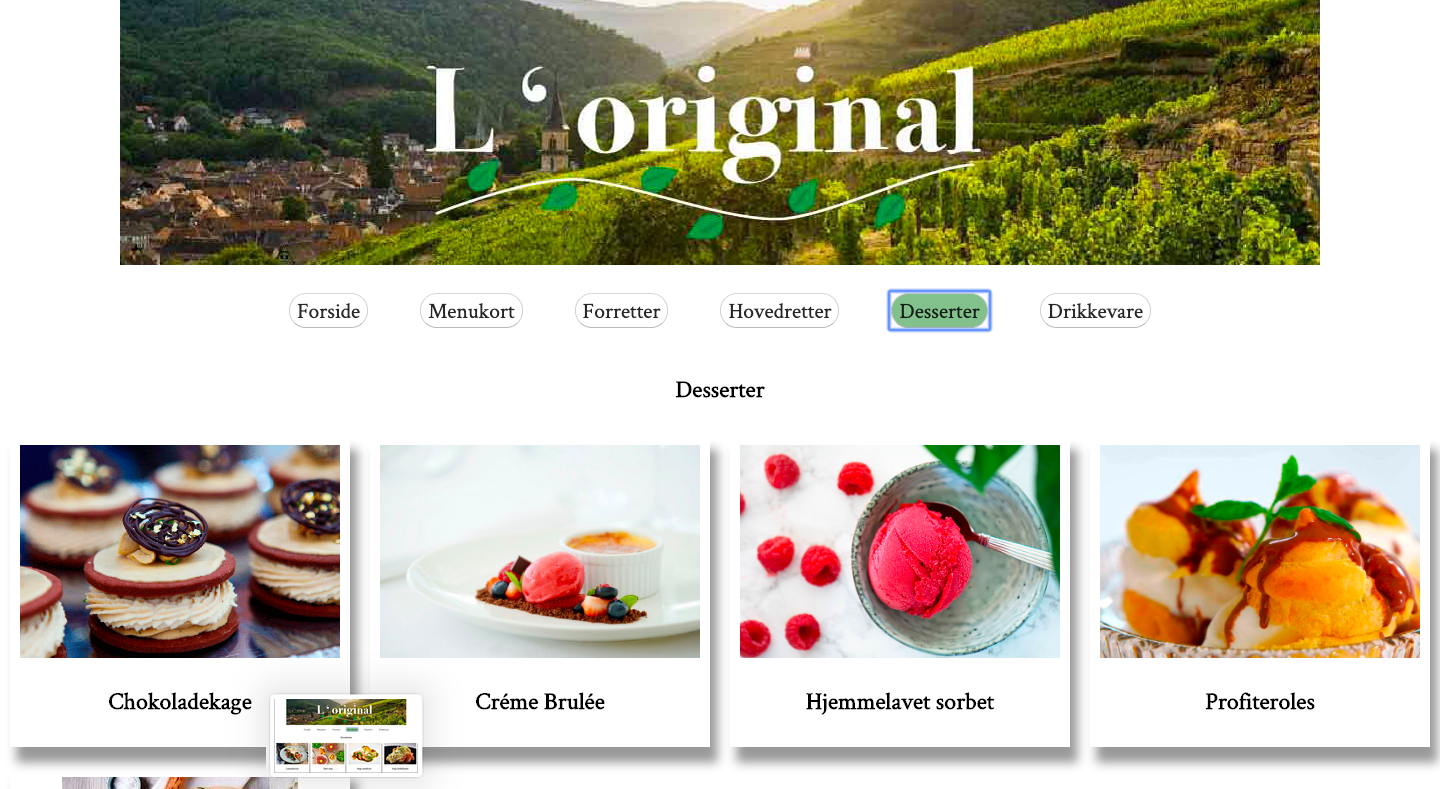 L ‘ original
Forside Menukort Forretter Hovedretter Desserter Drikkevare
Desserter
Chokoladekage Créme Brulée Hjemmelavet sorbet Profiteroles
L ‘ original